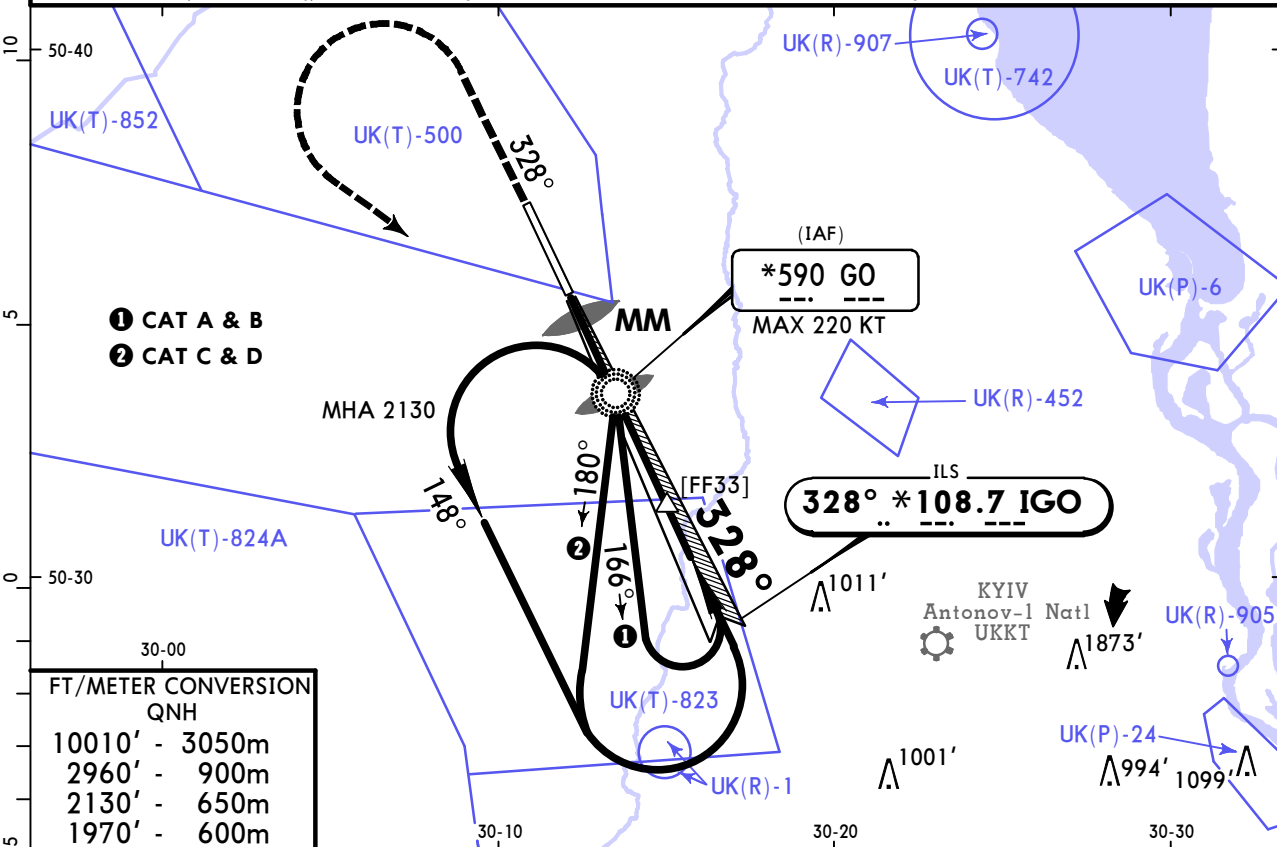 10
50-40
UK(R)-907
UK(T)-742
UK(T)-852
UK(T)-500
328°
(IAF)
*590 GO
MAX 220 KT
UK(P)-6
❶ CAT A & B
❷ CAT C & D
5
MM
MHA 2130
UK(R)-452
180°
148°
[FF33]
ILS
328° *108.7 IGO
328°
UK(T)-824A
❷
166°
❶
0
50-30
1011′
KYIV
Antonov-1 Natl
UKKT
1873′
UK(R)-905
30-00
FT/METER CONVERSION
QNH
10010′ - 3050m
2960′ - 900m
2130′ - 650m
1970′ - 600m
UK(T)-823
UK(R)-1
1001′
UK(P)-24
994′
1099′
5
30-10
30-20
30-30